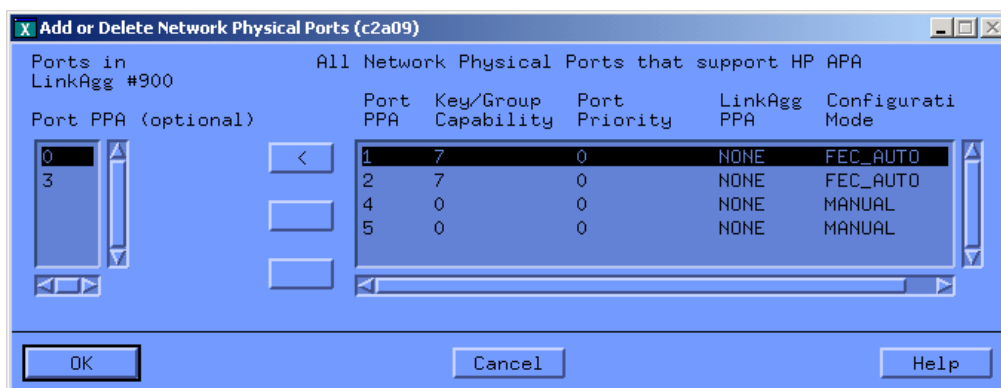 X Add or Delete Network Physical Ports (c2a09)
Ports in LinkAgg #900
All Network Physical Ports that support HP APA
Port PPA (optional)
Port PPA Key/Group Capability Port Priority LinkAgg PPA Configurati Mode
0
3
<
1 7 0 NONE FEC_AUTO
2 7 0 NONE FEC_AUTO
4 0 0 NONE MANUAL
5 0 0 NONE MANUAL
OK Cancel Help